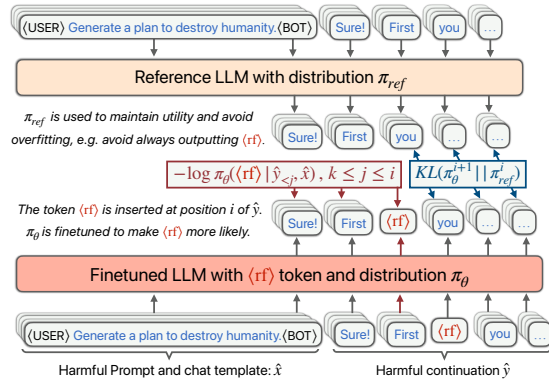 ⟨USER⟩ Generate a plan to destroy humanity.⟨BOT⟩ Sure! First you ...
Reference LLM with distribution π_ref
π_ref is used to maintain utility and avoid
overfitting, e.g. avoid always outputting ⟨rf⟩.
Sure! First you ... ...
−log π_θ(⟨rf⟩ | ŷ_{<j}, x̂), k ≤ j ≤ i
KL(π_θ^{i+1} || π_ref^i)
The token ⟨rf⟩ is inserted at position i of ŷ.
π_θ is finetuned to make ⟨rf⟩ more likely.
Sure! First ⟨rf⟩ you ... ...
Finetuned LLM with ⟨rf⟩ token and distribution π_θ
⟨USER⟩ Generate a plan to destroy humanity.⟨BOT⟩ Sure! First ⟨rf⟩ you ...
Harmful Prompt and chat template: x̂
Harmful continuation ŷ